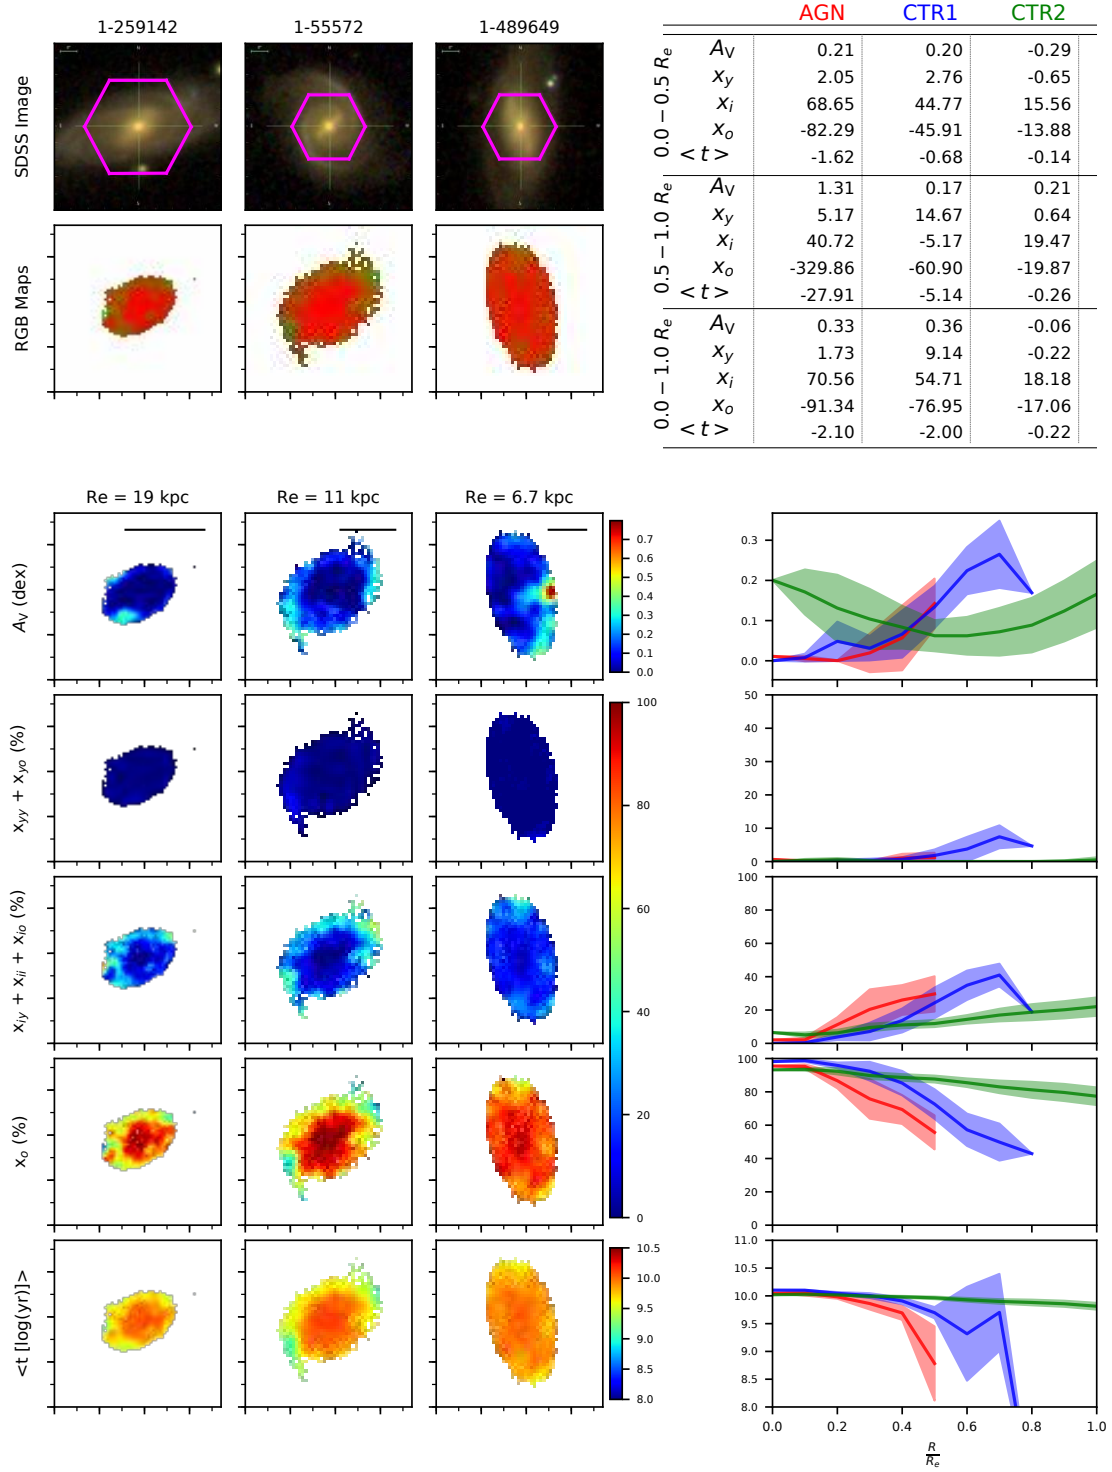 1-259142 1-55572 1-489649
SDSS Image
RGB Maps
AGN CTR1 CTR2
0.0 − 0.5 Re
AV 0.21 0.20 -0.29
xy 2.05 2.76 -0.65
xi 68.65 44.77 15.56
xo -82.29 -45.91 -13.88
<t> -1.62 -0.68 -0.14
0.5 − 1.0 Re
AV 1.31 0.17 0.21
xy 5.17 14.67 0.64
xi 40.72 -5.17 19.47
xo -329.86 -60.90 -19.87
<t> -27.91 -5.14 -0.26
0.0 − 1.0 Re
AV 0.33 0.36 -0.06
xy 1.73 9.14 -0.22
xi 70.56 54.71 18.18
xo -91.34 -76.95 -17.06
<t> -2.10 -2.00 -0.22
Re = 19 kpc Re = 11 kpc Re = 6.7 kpc
AV (dex)
0.7
0.6
0.5
0.4
0.3
0.2
0.1
0.0
0.3
0.2
0.1
0.0
xyy + xyo (%)
100
80
60
40
20
0
50
40
30
20
10
0
xiy + xii + xio (%)
100
80
60
40
20
0
xo (%)
100
80
60
40
20
0
<t [log(yr)]>
10.5
10.0
9.5
9.0
8.5
8.0
11.0
10.5
10.0
9.5
9.0
8.5
8.0
0.0 0.2 0.4 0.6 0.8 1.0
R
Re